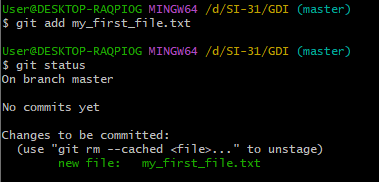 User@DESKTOP-RAQPIOG MINGW64 /d/SI-31/GDI (master)
$ git add my_first_file.txt
User@DESKTOP-RAQPIOG MINGW64 /d/SI-31/GDI (master)
$ git status
On branch master
No commits yet
Changes to be committed:
(use "git rm --cached <file>..." to unstage)
new file: my_first_file.txt